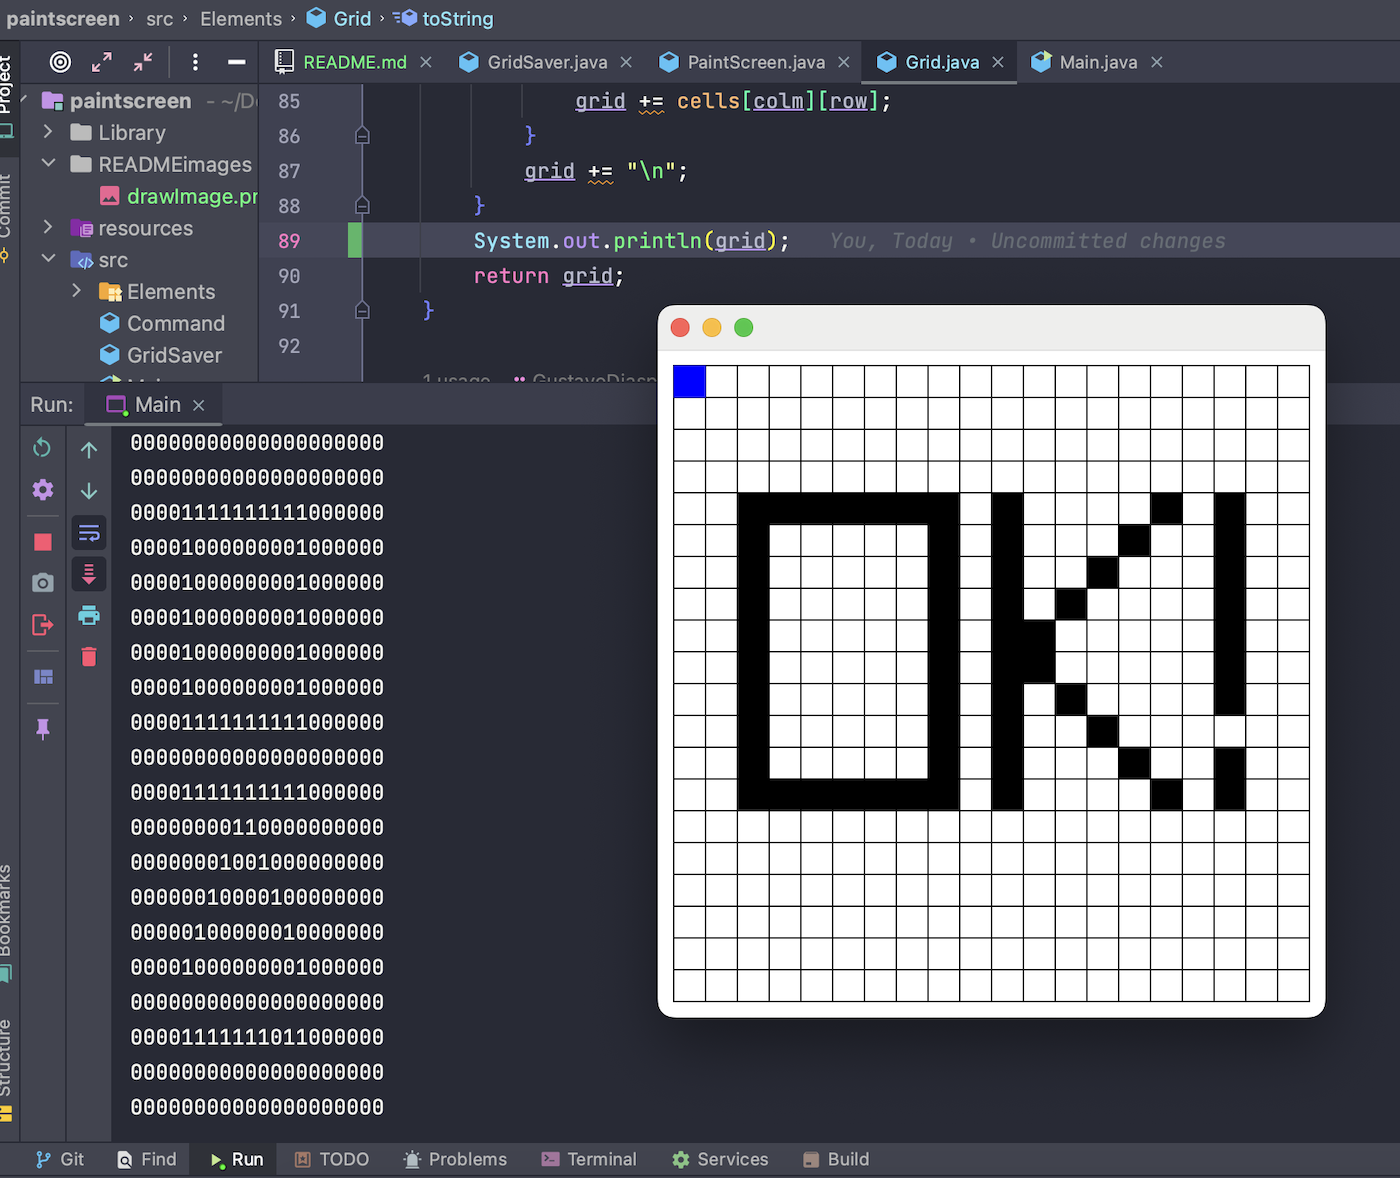 paintscreen › src › Elements › Grid › toString
Project
README.md
GridSaver.java
PaintScreen.java
Grid.java
Main.java
paintscreen - ~/D
Library
READMEimages
drawImage.pr
resources
src
Elements
Command
GridSaver
Commit
85 grid += cells[colm][row];
86 }
87 grid += "\n";
88 }
89 System.out.println(grid); You, Today • Uncommitted changes
90 return grid;
91 }
92
1 usage
Run: Main
00000000000000000000
00000000000000000000
00001111111111000000
00001000000001000000
00001000000001000000
00001000000001000000
00001000000001000000
00001000000001000000
00001111111111000000
00000000000000000000
00001111111111000000
00000000110000000000
00000001001000000000
00000010000100000000
00000100000010000000
00001000000001000000
00000000000000000000
00001111111011000000
00000000000000000000
00000000000000000000
OK!
Bookmarks
Structure
Git
Find
Run
TODO
Problems
Terminal
Services
Build